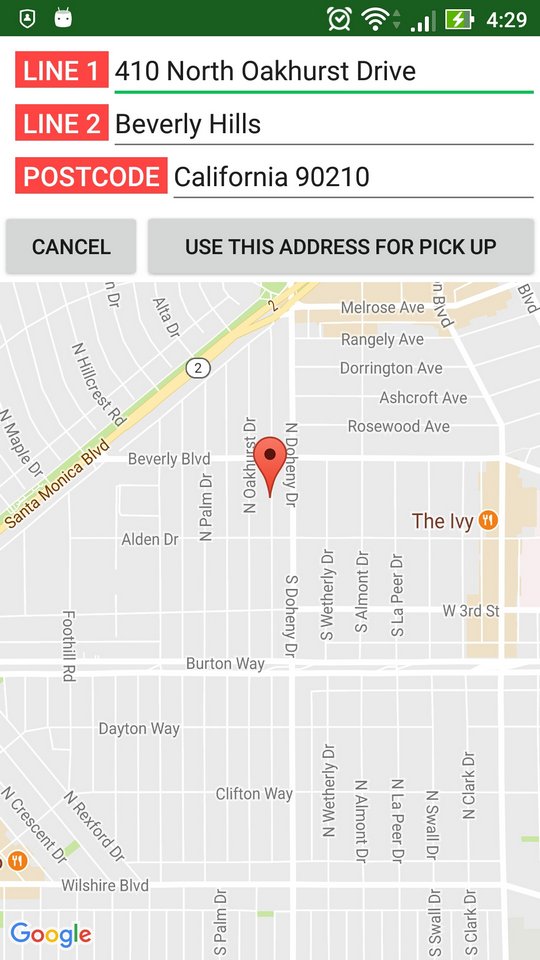 4:29
LINE 1 410 North Oakhurst Drive
LINE 2 Beverly Hills
POSTCODE California 90210
CANCEL USE THIS ADDRESS FOR PICK UP
n Dr
Alta Dr
2
Melrose Ave
on Blvd
Blvd
Rangely Ave
N Hillcrest Rd
2
Dorrington Ave
Ashcroft Ave
N Maple Dr
Rosewood Ave
Santa Monica Blvd
Beverly Blvd
N Palm Dr
N Oakhurst Dr
N Doheny Dr
The Ivy
Alden Dr
S Doheny Dr
S Wetherly Dr
S Almont Dr
S La Peer Dr
W 3rd St
Foothill Rd
Burton Way
Dayton Way
N Wetherly Dr
N Almont Dr
N La Peer Dr
N Swall Dr
N Clark Dr
Clifton Way
N Crescent Dr
N Rexford Dr
Wilshire Blvd
S Palm Dr
S Swall Dr
S Clark Dr
Google